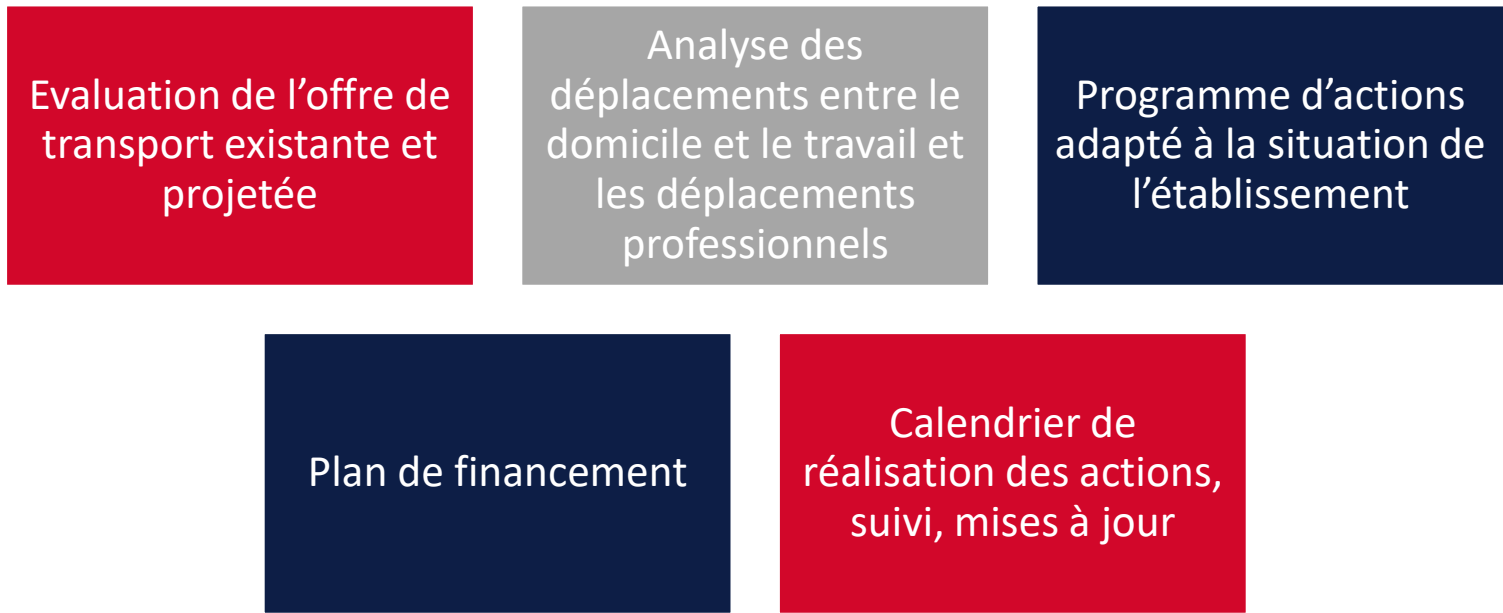 Evaluation de l’offre de
transport existante et
projetée
Analyse des
déplacements entre le
domicile et le travail et
les déplacements
professionnels
Programme d’actions
adapté à la situation de
l’établissement
Plan de financement
Calendrier de
réalisation des actions,
suivi, mises à jour